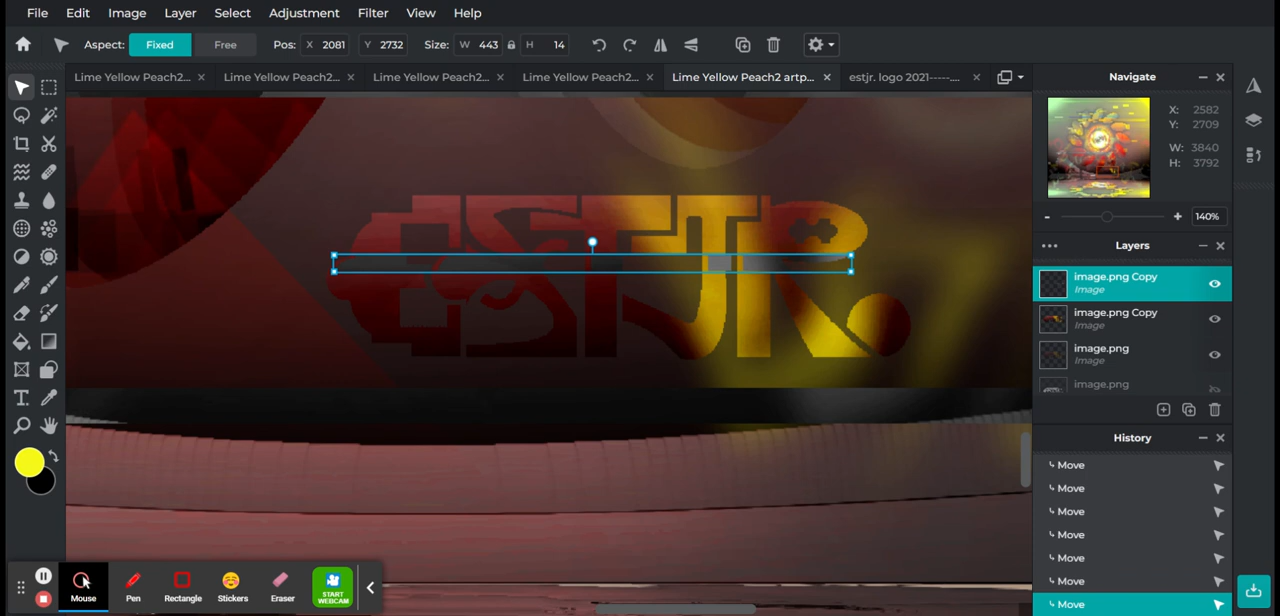 File Edit Image Layer Select Adjustment Filter View Help
Aspect: Fixed Free Pos: X 2081 Y 2732 Size: W 443 H 14
Lime Yellow Peach2... Lime Yellow Peach2... Lime Yellow Peach2... Lime Yellow Peach2... Lime Yellow Peach2 artp... estjr. logo 2021-----....
Navigate
X: 2582
Y: 2709
W: 3840
H: 3792
- + 140%
Layers
image.png Copy
Image
image.png Copy
Image
image.png
Image
image.png
History
Move
Move
Move
Move
Move
Move
Move
ESTJR.
T
Mouse Pen Rectangle Stickers Eraser START
WEBCAM